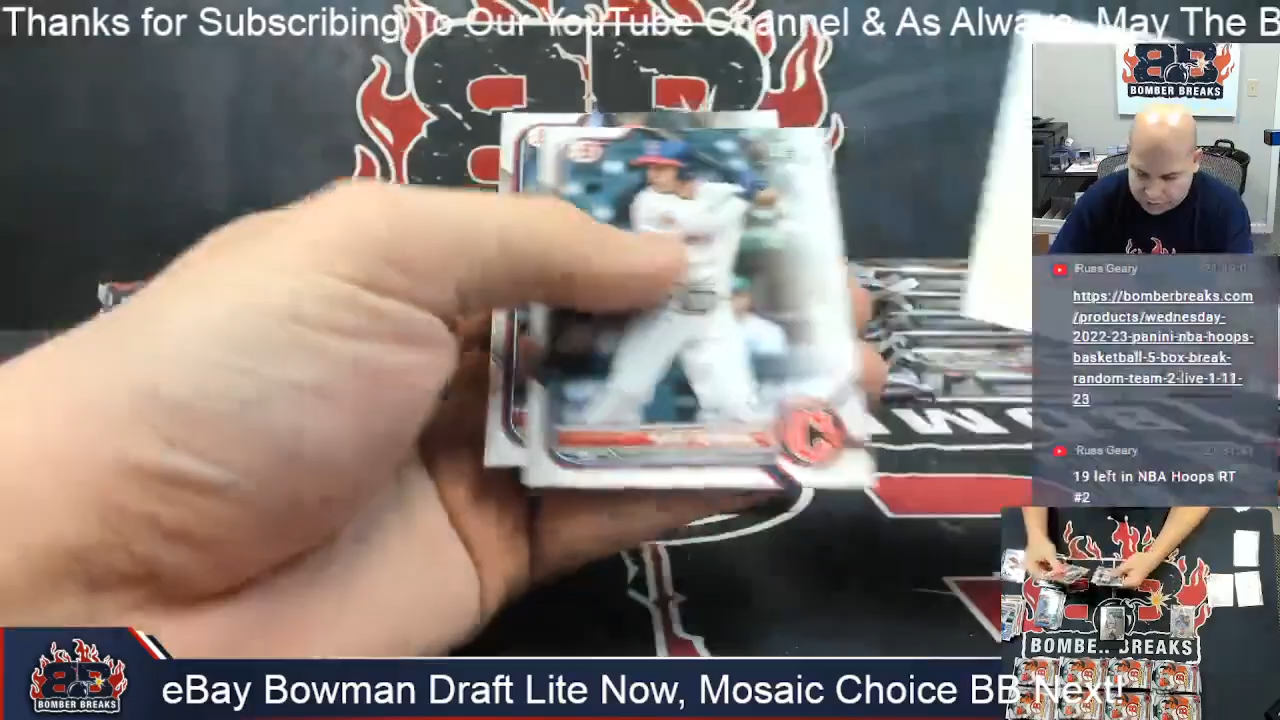 Thanks for Subscribing To Our YouTube Channel & As Always, May The B
BB
BOMBER BREAKS
Russ Geary
https://bomberbreaks.com
/products/wednesday-
2022-23-panini-nba-hoops-
basketball-5-box-break-
random-team-2-live-1-11-
23
Russ Geary
19 left in NBA Hoops RT
#2
BOMBER BREAKS
BB
BOMBER BREAKS
eBay Bowman Draft Lite Now, Mosaic Choice BB Next!